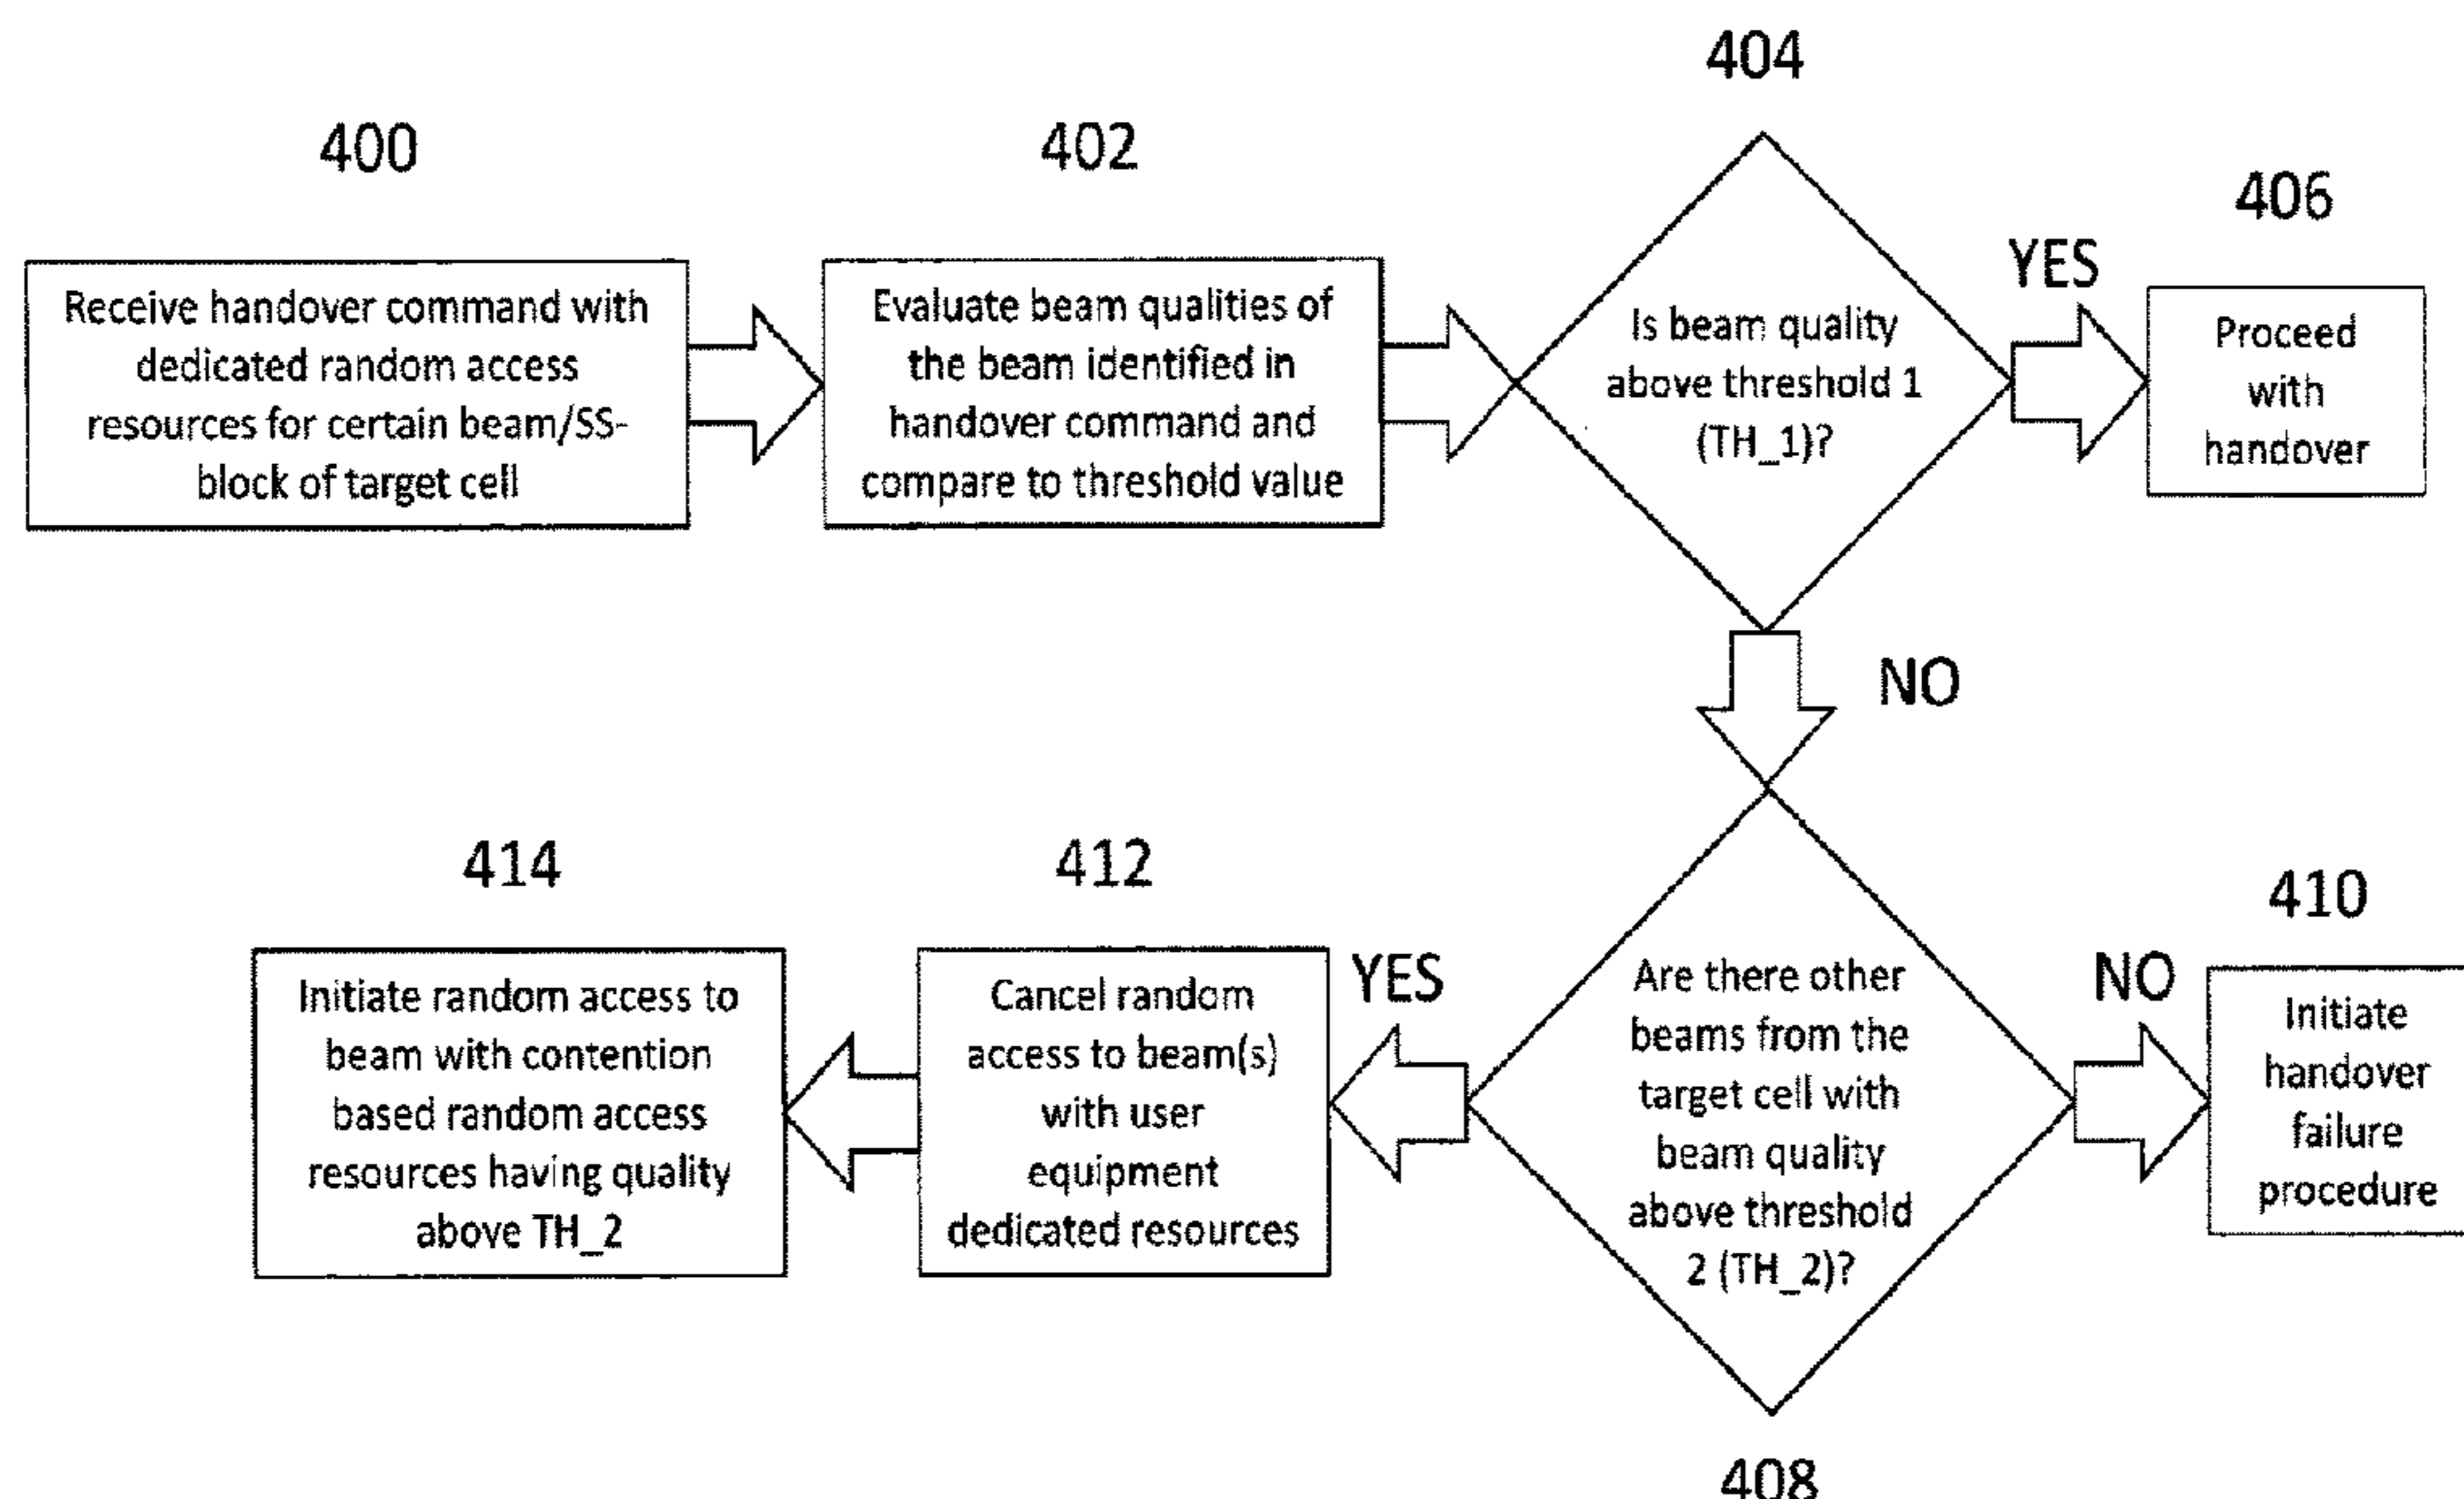 404
400
402
406
Receive handover command with
dedicated random access
resources for certain beam/SS-
block of target cell
Evaluate beam qualities of
the beam identified in
handover command and
compare to threshold value
Is beam quality
above threshold 1
(TH_1)?
YES
Proceed
with
handover
NO
414
412
410
Initiate random access to
beam with contention
based random access
resources having quality
above TH_2
Cancel random
access to beam(s)
with user
equipment
dedicated resources
YES
Are there other
beams from the
target cell with
beam quality
above threshold
2 (TH_2)?
NO
Initiate
handover
failure
procedure
408